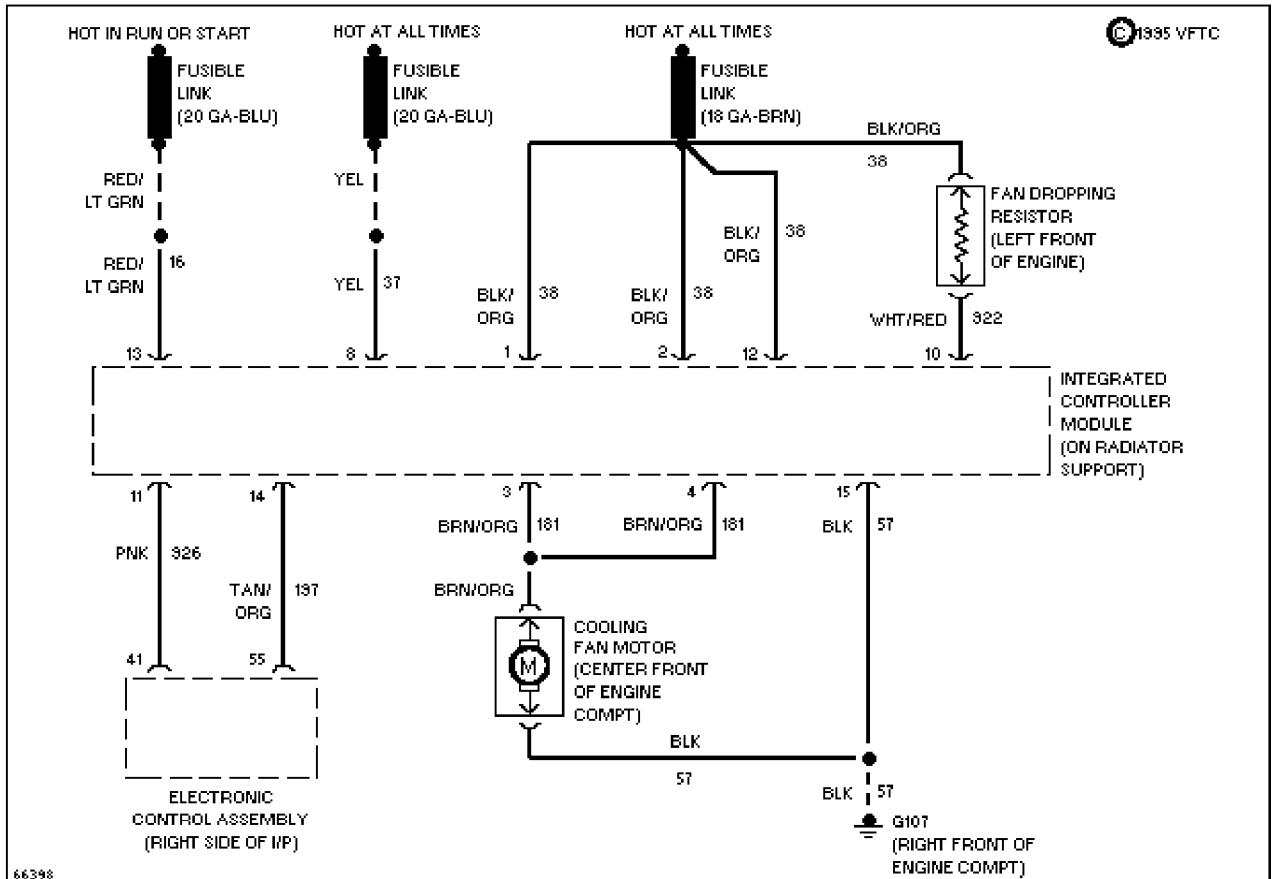 HOT IN RUN OR START
HOT AT ALL TIMES
HOT AT ALL TIMES
© 1995 VFTC
FUSIBLE
LINK
(20 GA-BLU)
FUSIBLE
LINK
(20 GA-BLU)
FUSIBLE
LINK
(18 GA-BRN)
BLK/ORG
38
RED/
LT GRN
YEL
FAN DROPPING
RESISTOR
(LEFT FRONT
OF ENGINE)
BLK/
ORG
38
RED/
LT GRN
16
YEL
37
BLK/
ORG
38
BLK/
ORG
38
WHT/RED
922
13
8
1
2
12
10
INTEGRATED
CONTROLLER
MODULE
(ON RADIATOR
SUPPORT)
11
14
3
4
15
BRN/ORG
181
BRN/ORG
181
BLK
57
PNK
926
TAN/
ORG
197
BRN/ORG
COOLING
FAN MOTOR
(CENTER FRONT
OF ENGINE
COMPT)
M
41
55
BLK
57
ELECTRONIC
CONTROL ASSEMBLY
(RIGHT SIDE OF I/P)
BLK
57
G107
(RIGHT FRONT OF
ENGINE COMPT)
66398